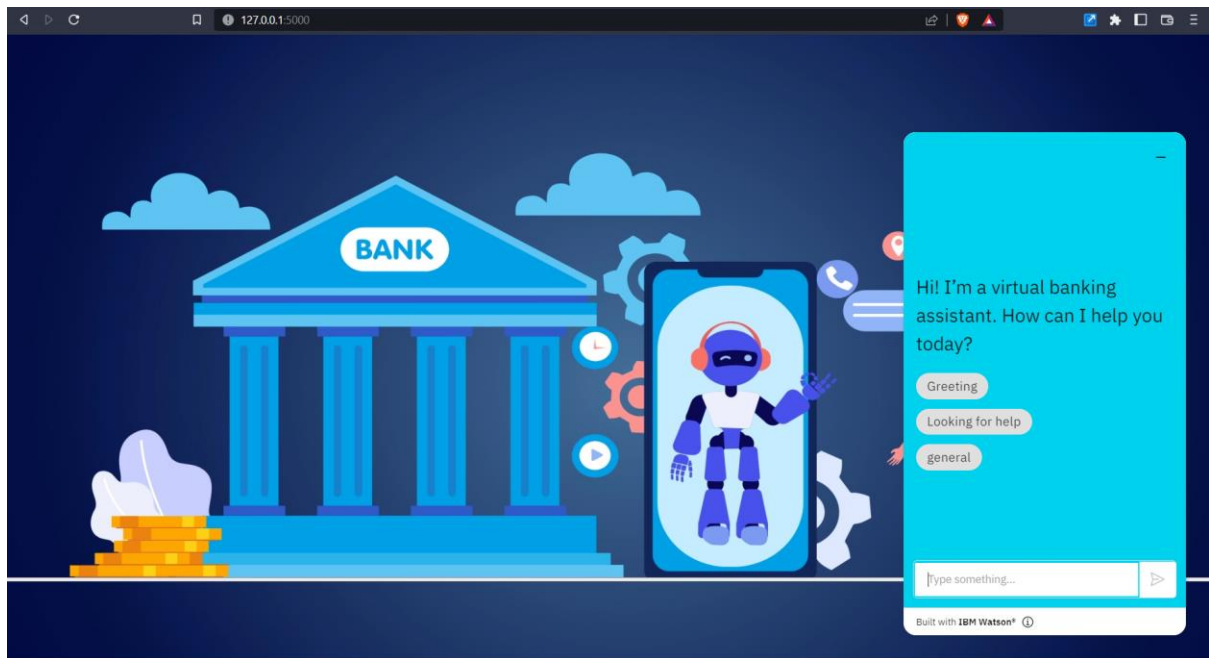 127.0.0.1:5000
BANK
Hi! I'm a virtual banking
assistant. How can I help you
today?
Greeting
Looking for help
general
Type something...
Built with IBM Watson®